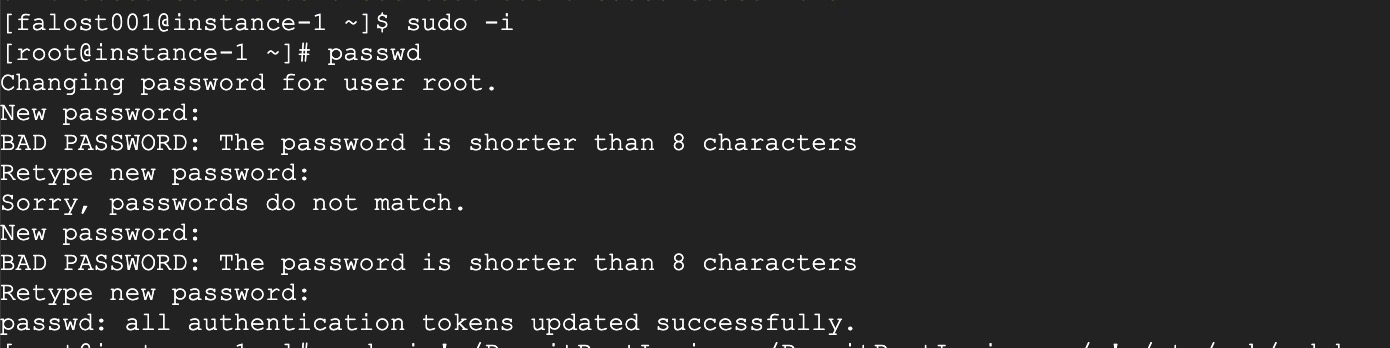 [falost001@instance-1 ~]$ sudo -i
[root@instance-1 ~]# passwd
Changing password for user root.
New password:
BAD PASSWORD: The password is shorter than 8 characters
Retype new password:
Sorry, passwords do not match.
New password:
BAD PASSWORD: The password is shorter than 8 characters
Retype new password:
passwd: all authentication tokens updated successfully.